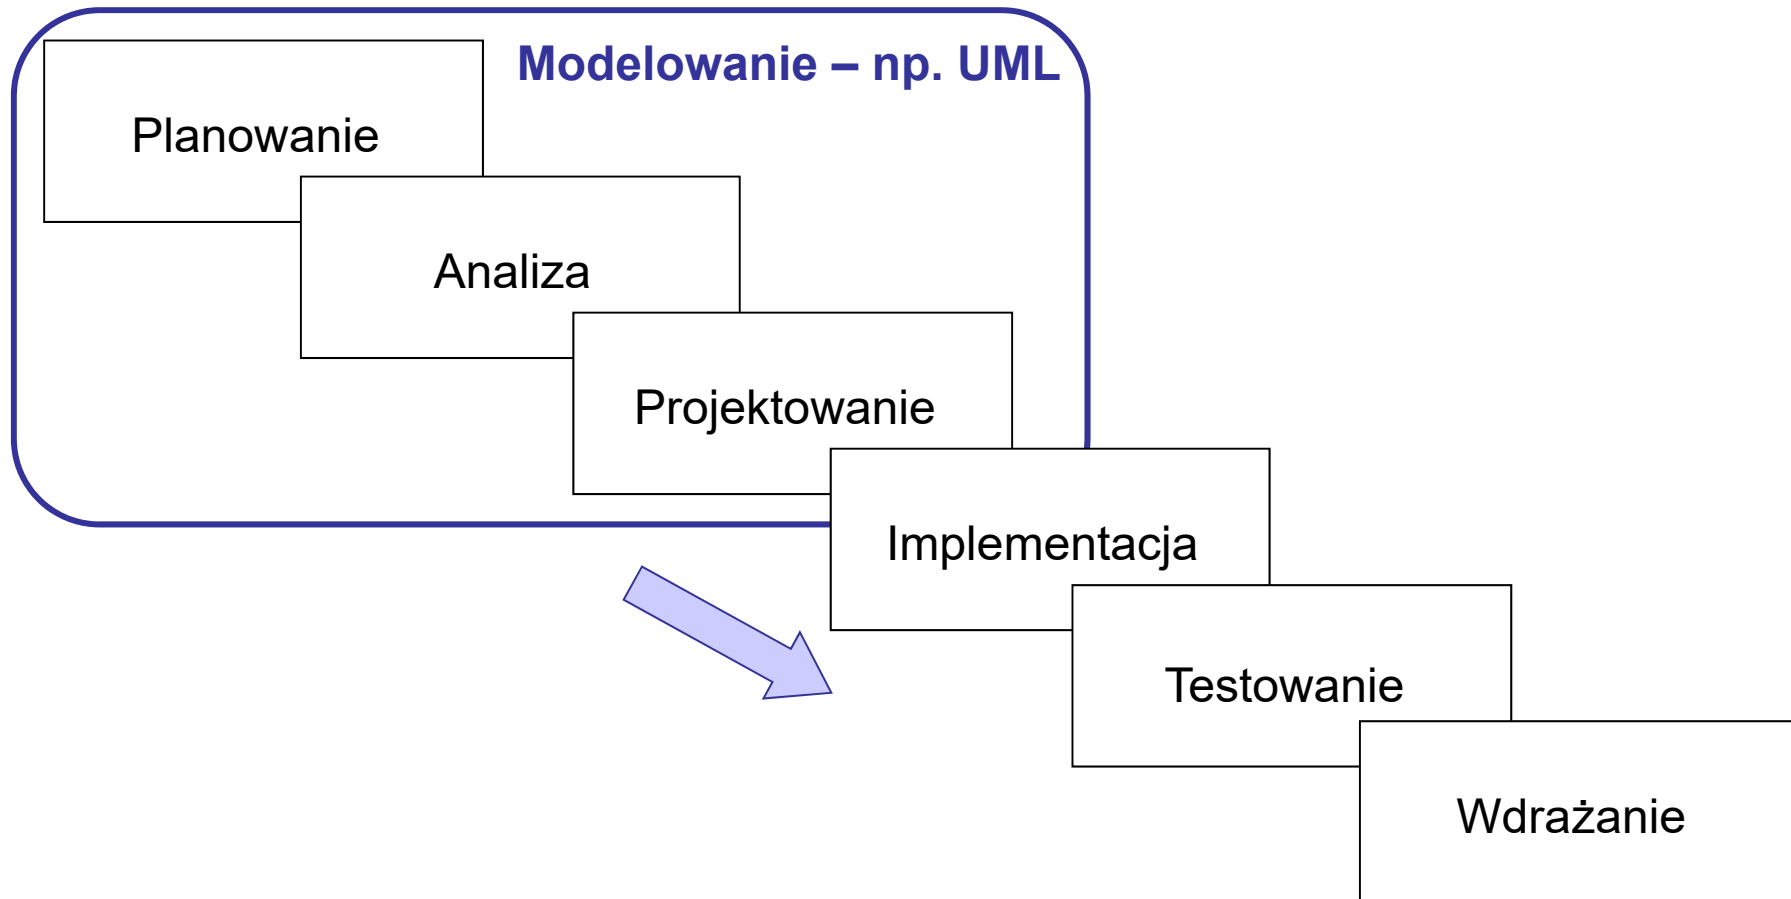 Modelowanie – np. UML
Planowanie
Analiza
Projektowanie
Implementacja
Testowanie
Wdrażanie